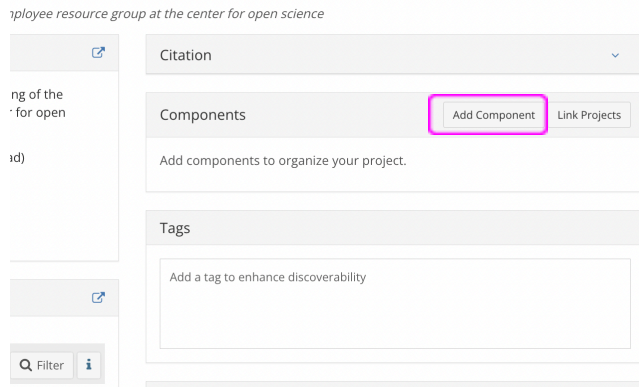 employee resource group at the center for open science
ng of the
for open
ad)
Filter
Citation
Components
Add Component
Link Projects
Add components to organize your project.
Tags
Add a tag to enhance discoverability